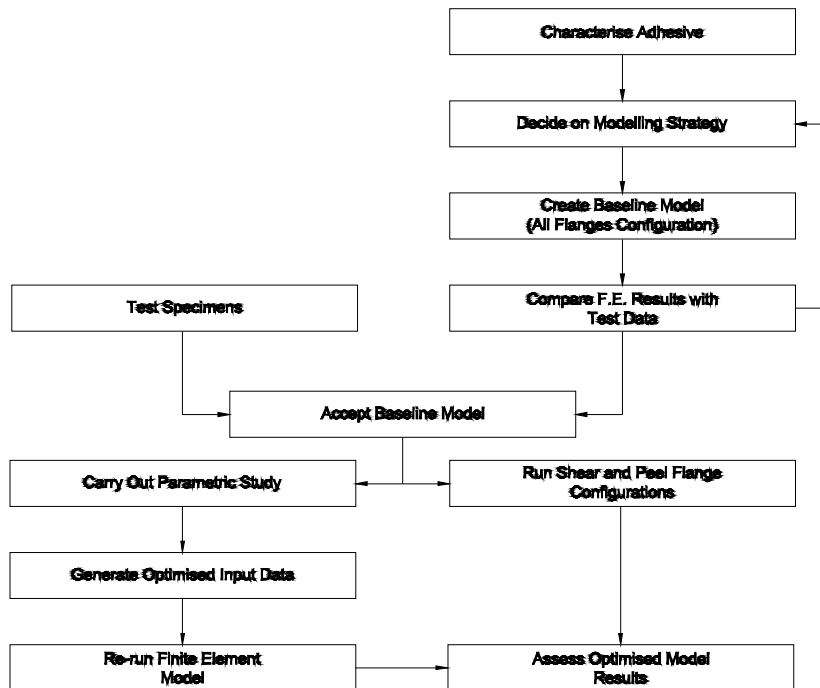 Characterise Adhesive
Decide on Modelling Strategy
Create Baseline Model
(All Flanges Configuration)
Compare F.E. Results with
Test Data
Test Specimens
Accept Baseline Model
Carry Out Parametric Study
Run Shear and Peel Flange
Configurations
Generate Optimised Input Data
Re-run Finite Element
Model
Assess Optimised Model
Results